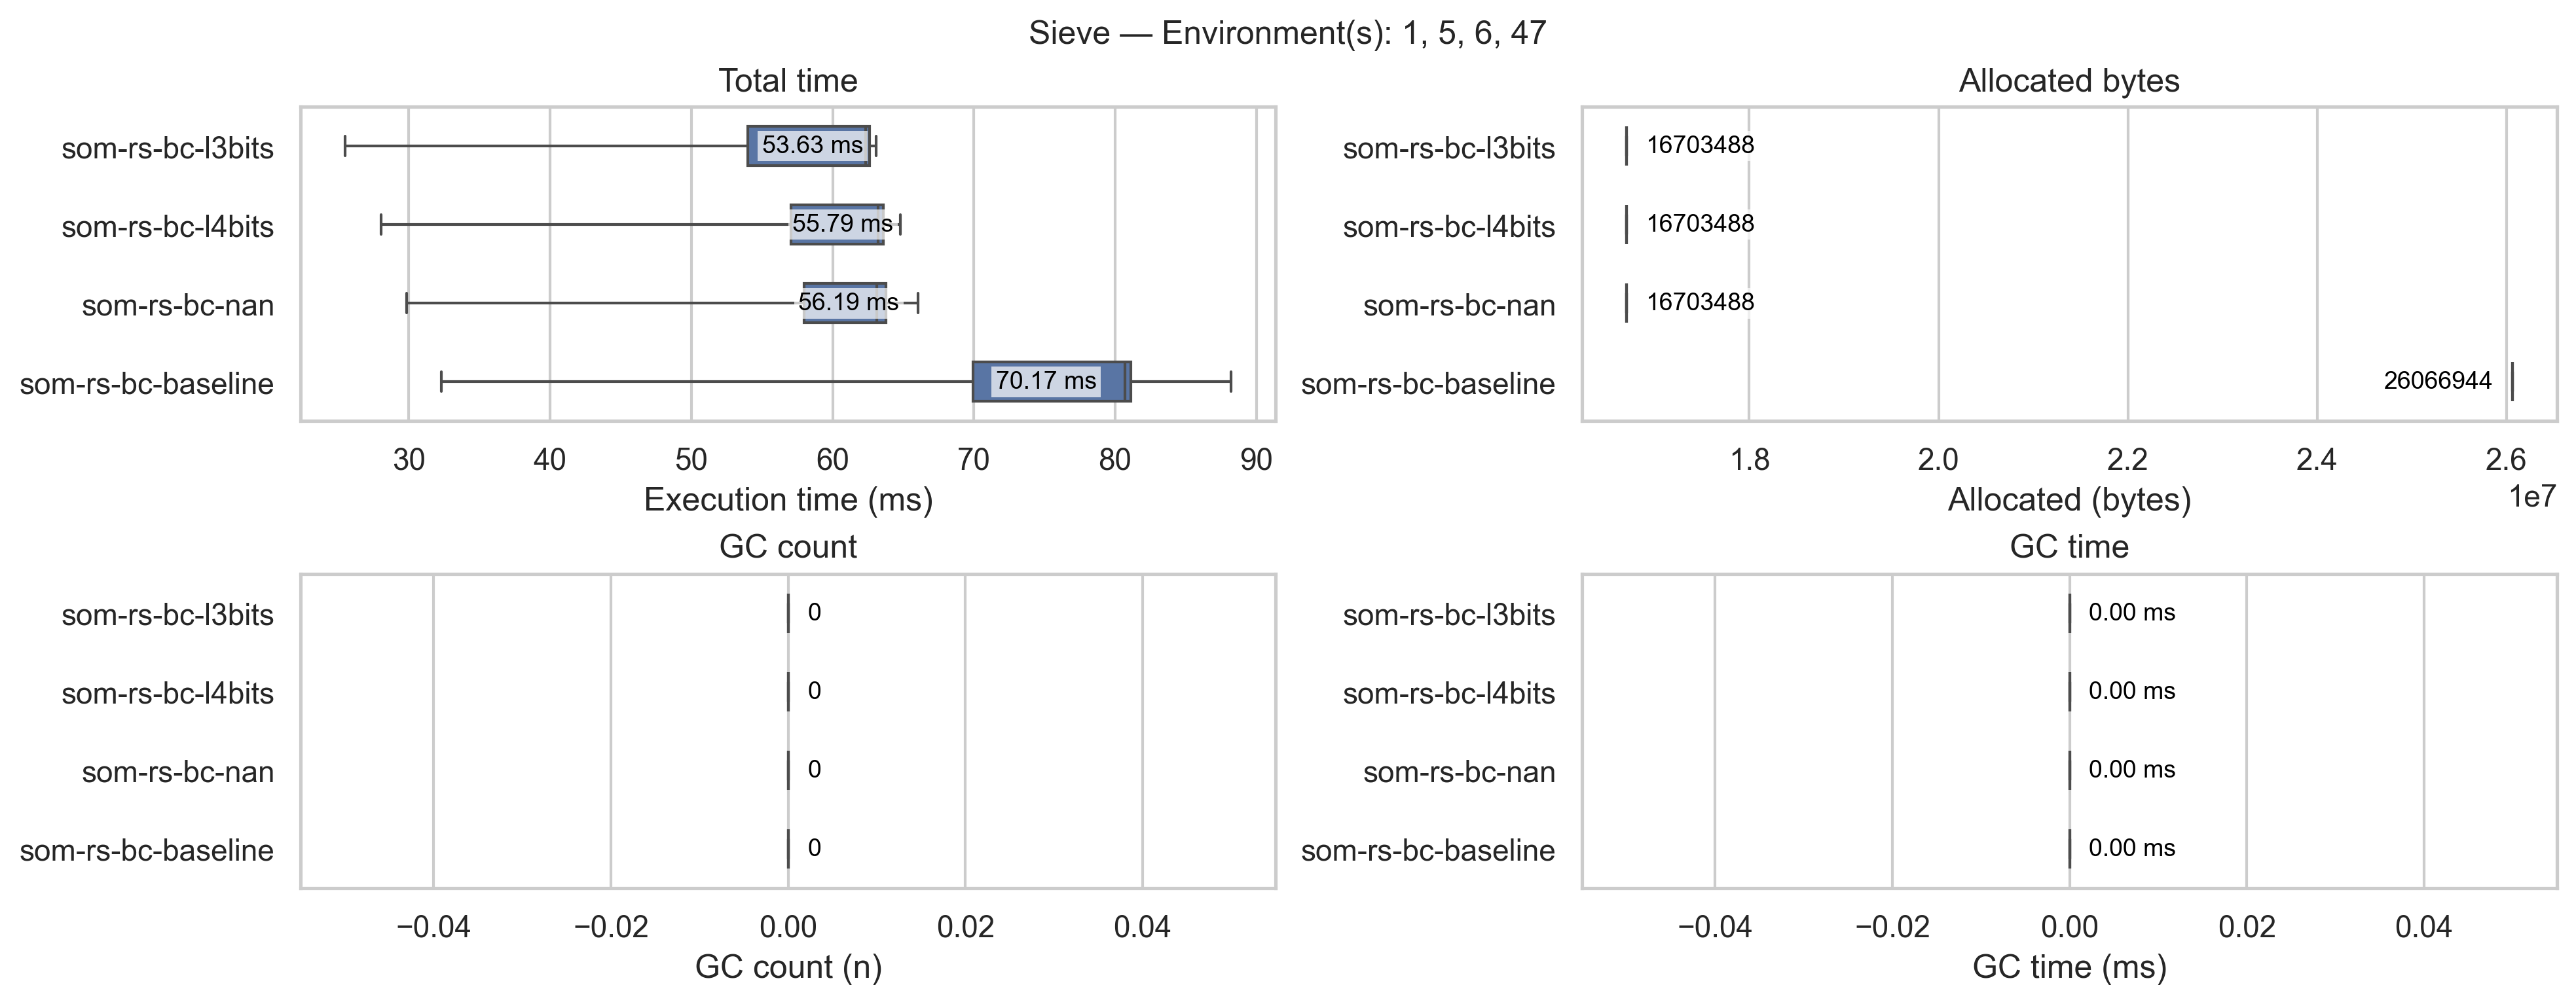 Sieve — Environment(s): 1, 5, 6, 47
Total time
som-rs-bc-l3bits
53.63 ms
som-rs-bc-l4bits
55.79 ms
som-rs-bc-nan
56.19 ms
som-rs-bc-baseline
70.17 ms
30 40 50 60 70 80 90
Execution time (ms)
Allocated bytes
som-rs-bc-l3bits
16703488
som-rs-bc-l4bits
16703488
som-rs-bc-nan
16703488
som-rs-bc-baseline
26066944
1.8 2.0 2.2 2.4 2.6
1e7
Allocated (bytes)
GC count
som-rs-bc-l3bits
0
som-rs-bc-l4bits
0
som-rs-bc-nan
0
som-rs-bc-baseline
0
−0.04 −0.02 0.00 0.02 0.04
GC count (n)
GC time
som-rs-bc-l3bits
0.00 ms
som-rs-bc-l4bits
0.00 ms
som-rs-bc-nan
0.00 ms
som-rs-bc-baseline
0.00 ms
−0.04 −0.02 0.00 0.02 0.04
GC time (ms)